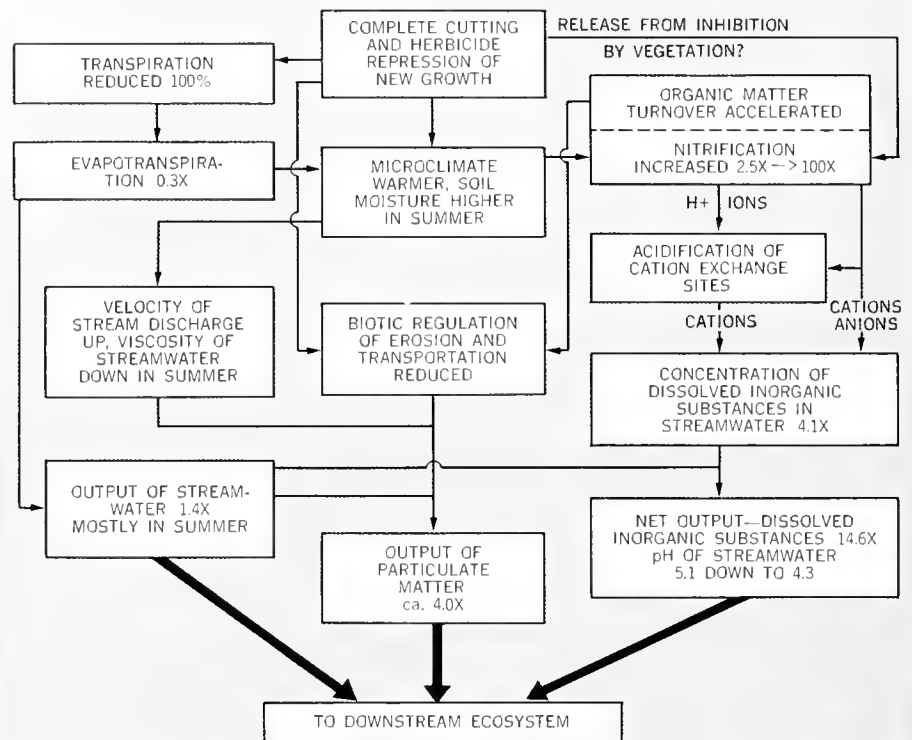 COMPLETE CUTTING
AND HERBICIDE
REPRESSION OF
NEW GROWTH
RELEASE FROM INHIBITION
BY VEGETATION?
TRANSPIRATION
REDUCED 100%
ORGANIC MATTER
TURNOVER ACCELERATED
NITRIFICATION
INCREASED 2.5X—>100X
EVAPOTRANSPIRA-
TION 0.3X
MICROCLIMATE
WARMER, SOIL
MOISTURE HIGHER
IN SUMMER
H+ IONS
ACIDIFICATION OF
CATION EXCHANGE
SITES
CATIONS
CATIONS
ANIONS
VELOCITY OF
STREAM DISCHARGE
UP, VISCOSITY OF
STREAMWATER
DOWN IN SUMMER
BIOTIC REGULATION
OF EROSION AND
TRANSPORTATION
REDUCED
CONCENTRATION OF
DISSOLVED INORGANIC
SUBSTANCES IN
STREAMWATER 4.1X
OUTPUT OF STREAM-
WATER 1.4X
MOSTLY IN SUMMER
OUTPUT OF
PARTICULATE
MATTER
ca. 4.0X
NET OUTPUT—DISSOLVED
INORGANIC SUBSTANCES 14.6X
pH OF STREAMWATER
5.1 DOWN TO 4.3
TO DOWNSTREAM ECOSYSTEM